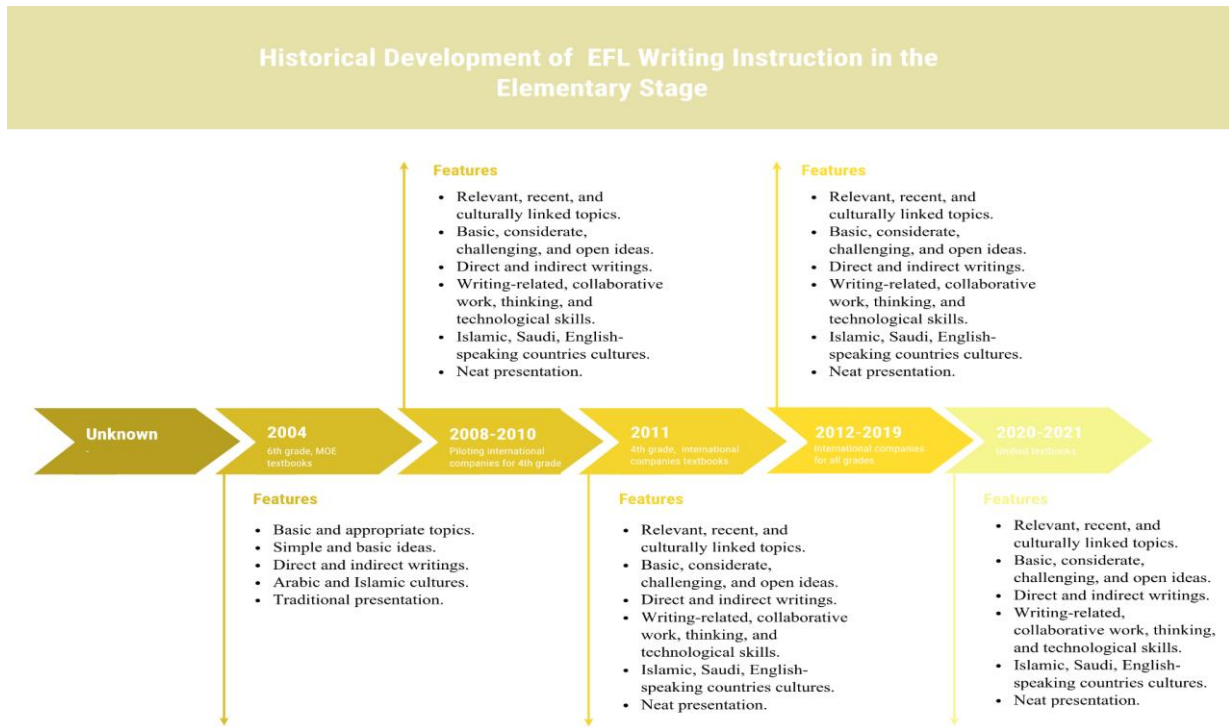 Historical Development of EFL Writing Instruction in the
Elementary Stage
Features
• Relevant, recent, and
culturally linked topics.
• Basic, considerate,
challenging, and open ideas.
• Direct and indirect writings.
• Writing-related, collaborative
work, thinking, and
technological skills.
• Islamic, Saudi, English-
speaking countries cultures.
• Neat presentation.
Features
• Relevant, recent, and
culturally linked topics.
• Basic, considerate,
challenging, and open ideas.
• Direct and indirect writings.
• Writing-related, collaborative
work, thinking, and
technological skills.
• Islamic, Saudi, English-
speaking countries cultures.
• Neat presentation.
Unknown
-
2004
6th grade, MOE
textbooks
2008-2010
Piloting international
companies for 4th grade
2011
4th grade, international
companies textbooks
2012-2019
International companies
for all grades
2020-2021
Unified textbooks
Features
• Basic and appropriate topics.
• Simple and basic ideas.
• Direct and indirect writings.
• Arabic and Islamic cultures.
• Traditional presentation.
Features
• Relevant, recent, and
culturally linked topics.
• Basic, considerate,
challenging, and open ideas.
• Direct and indirect writings.
• Writing-related, collaborative
work, thinking, and
technological skills.
• Islamic, Saudi, English-
speaking countries cultures.
• Neat presentation.
Features
• Relevant, recent, and
culturally linked topics.
• Basic, considerate,
challenging, and open ideas.
• Direct and indirect writings.
• Writing-related,
collaborative work, thinking,
and technological skills.
• Islamic, Saudi, English-
speaking countries cultures.
• Neat presentation.